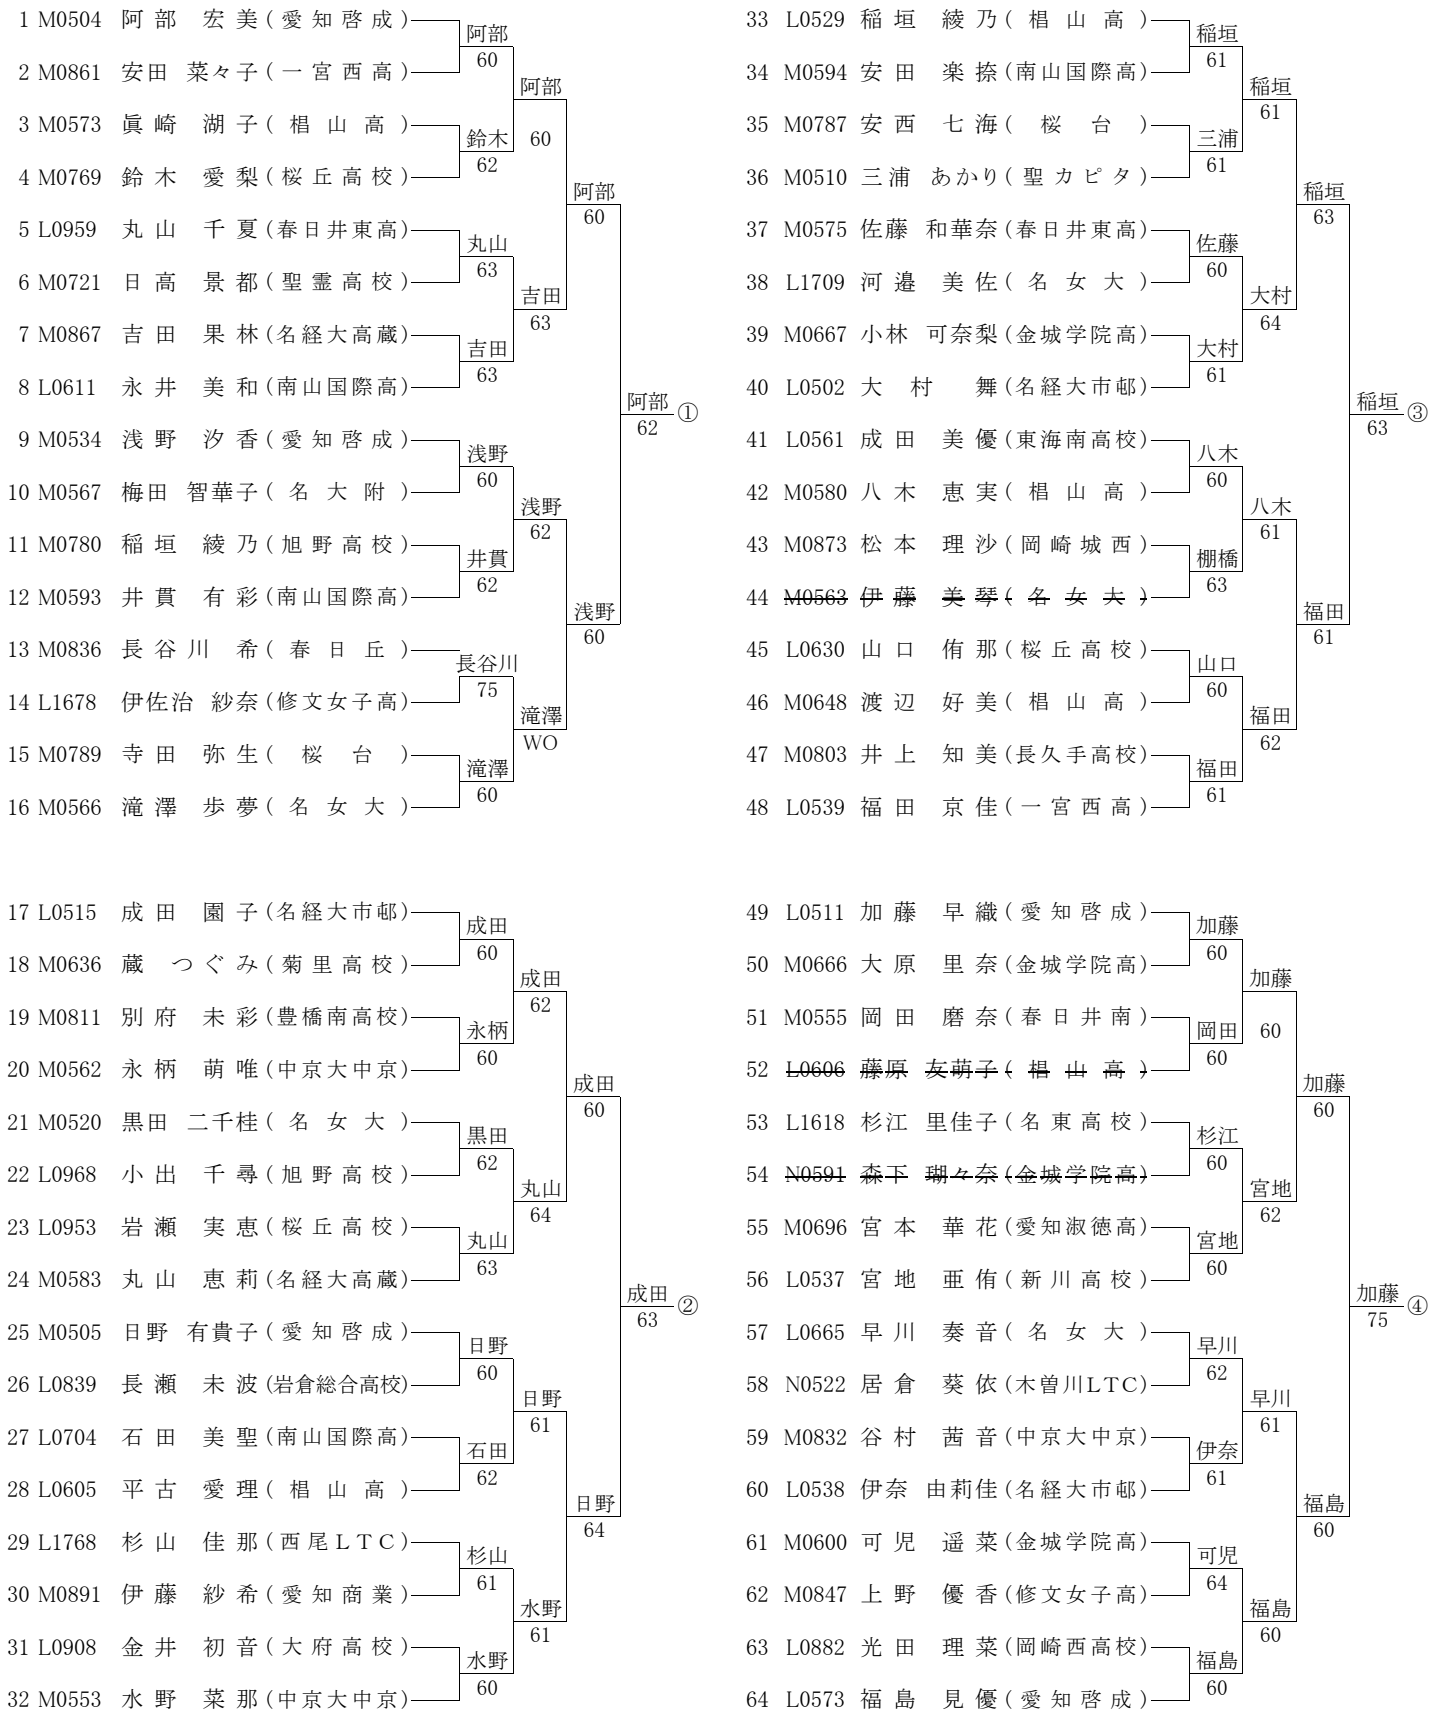 1 M0504 阿部 宏美(愛知啓成)
阿部
60
2 M0861 安田 菜々子(一宮西高)
阿部
60
3 M0573 眞崎 湖子(椙山高)
鈴木
62
4 M0769 鈴木 愛梨(桜丘高校)
阿部
60
5 L0959 丸山 千夏(春日井東高)
丸山
63
6 M0721 日高 景都(聖霊高校)
吉田
63
7 M0867 吉田 果林(名経大高蔵)
吉田
63
8 L0611 永井 美和(南山国際高)
阿部 ①
62
9 M0534 浅野 汐香(愛知啓成)
浅野
60
10 M0567 梅田 智華子(名大附)
浅野
62
11 M0780 稲垣 綾乃(旭野高校)
井貫
62
12 M0593 井貫 有彩(南山国際高)
浅野
60
13 M0836 長谷川 希(春日丘)
長谷川
75
14 L1678 伊佐治 紗奈(修文女子高)
滝澤
WO
15 M0789 寺田 弥生(桜台)
滝澤
60
16 M0566 滝澤 歩夢(名女大)
17 L0515 成田 園子(名経大市邨)
成田
60
18 M0636 蔵 つぐみ(菊里高校)
成田
62
19 M0811 別府 未彩(豊橋南高校)
永柄
60
20 M0562 永柄 萌唯(中京大中京)
成田
60
21 M0520 黒田 二千桂(名女大)
黒田
62
22 L0968 小出 千尋(旭野高校)
丸山
64
23 L0953 岩瀬 実恵(桜丘高校)
丸山
63
24 M0583 丸山 恵莉(名経大高蔵)
成田 ②
63
25 M0505 日野 有貴子(愛知啓成)
日野
60
26 L0839 長瀬 未波(岩倉総合高校)
日野
61
27 L0704 石田 美聖(南山国際高)
石田
62
28 L0605 平古 愛理(椙山高)
日野
64
29 L1768 杉山 佳那(西尾LTC)
杉山
61
30 M0891 伊藤 紗希(愛知商業)
水野
61
31 L0908 金井 初音(大府高校)
水野
60
32 M0553 水野 菜那(中京大中京)
33 L0529 稲垣 綾乃(椙山高)
稲垣
61
34 M0594 安田 楽捺(南山国際高)
稲垣
61
35 M0787 安西 七海(桜台)
三浦
61
36 M0510 三浦 あかり(聖カピタ)
稲垣
63
37 M0575 佐藤 和華奈(春日井東高)
佐藤
60
38 L1709 河邉 美佐(名女大)
大村
64
39 M0667 小林 可奈梨(金城学院高)
大村
61
40 L0502 大村 舞(名経大市邨)
稲垣 ③
63
41 L0561 成田 美優(東海南高校)
八木
60
42 M0580 八木 恵実(椙山高)
八木
61
43 M0873 松本 理沙(岡崎城西)
棚橋
63
44 M0563 伊藤 美琴(名女大)
福田
61
45 L0630 山口 侑那(桜丘高校)
山口
60
46 M0648 渡辺 好美(椙山高)
福田
62
47 M0803 井上 知美(長久手高校)
福田
61
48 L0539 福田 京佳(一宮西高)
49 L0511 加藤 早織(愛知啓成)
加藤
60
50 M0666 大原 里奈(金城学院高)
加藤
60
51 M0555 岡田 磨奈(春日井南)
岡田
60
52 L0606 藤原 友萌子(椙山高)
加藤
60
53 L1618 杉江 里佳子(名東高校)
杉江
60
54 N0591 森下 瑚々奈(金城学院高)
宮地
62
55 M0696 宮本 華花(愛知淑徳高)
宮地
60
56 L0537 宮地 亜侑(新川高校)
加藤 ④
75
57 L0665 早川 奏音(名女大)
早川
62
58 N0522 居倉 葵依(木曽川LTC)
早川
61
59 M0832 谷村 茜音(中京大中京)
伊奈
61
60 L0538 伊奈 由莉佳(名経大市邨)
福島
60
61 M0600 可児 遥菜(金城学院高)
可児
64
62 M0847 上野 優香(修文女子高)
福島
60
63 L0882 光田 理菜(岡崎西高校)
福島
60
64 L0573 福島 見優(愛知啓成)